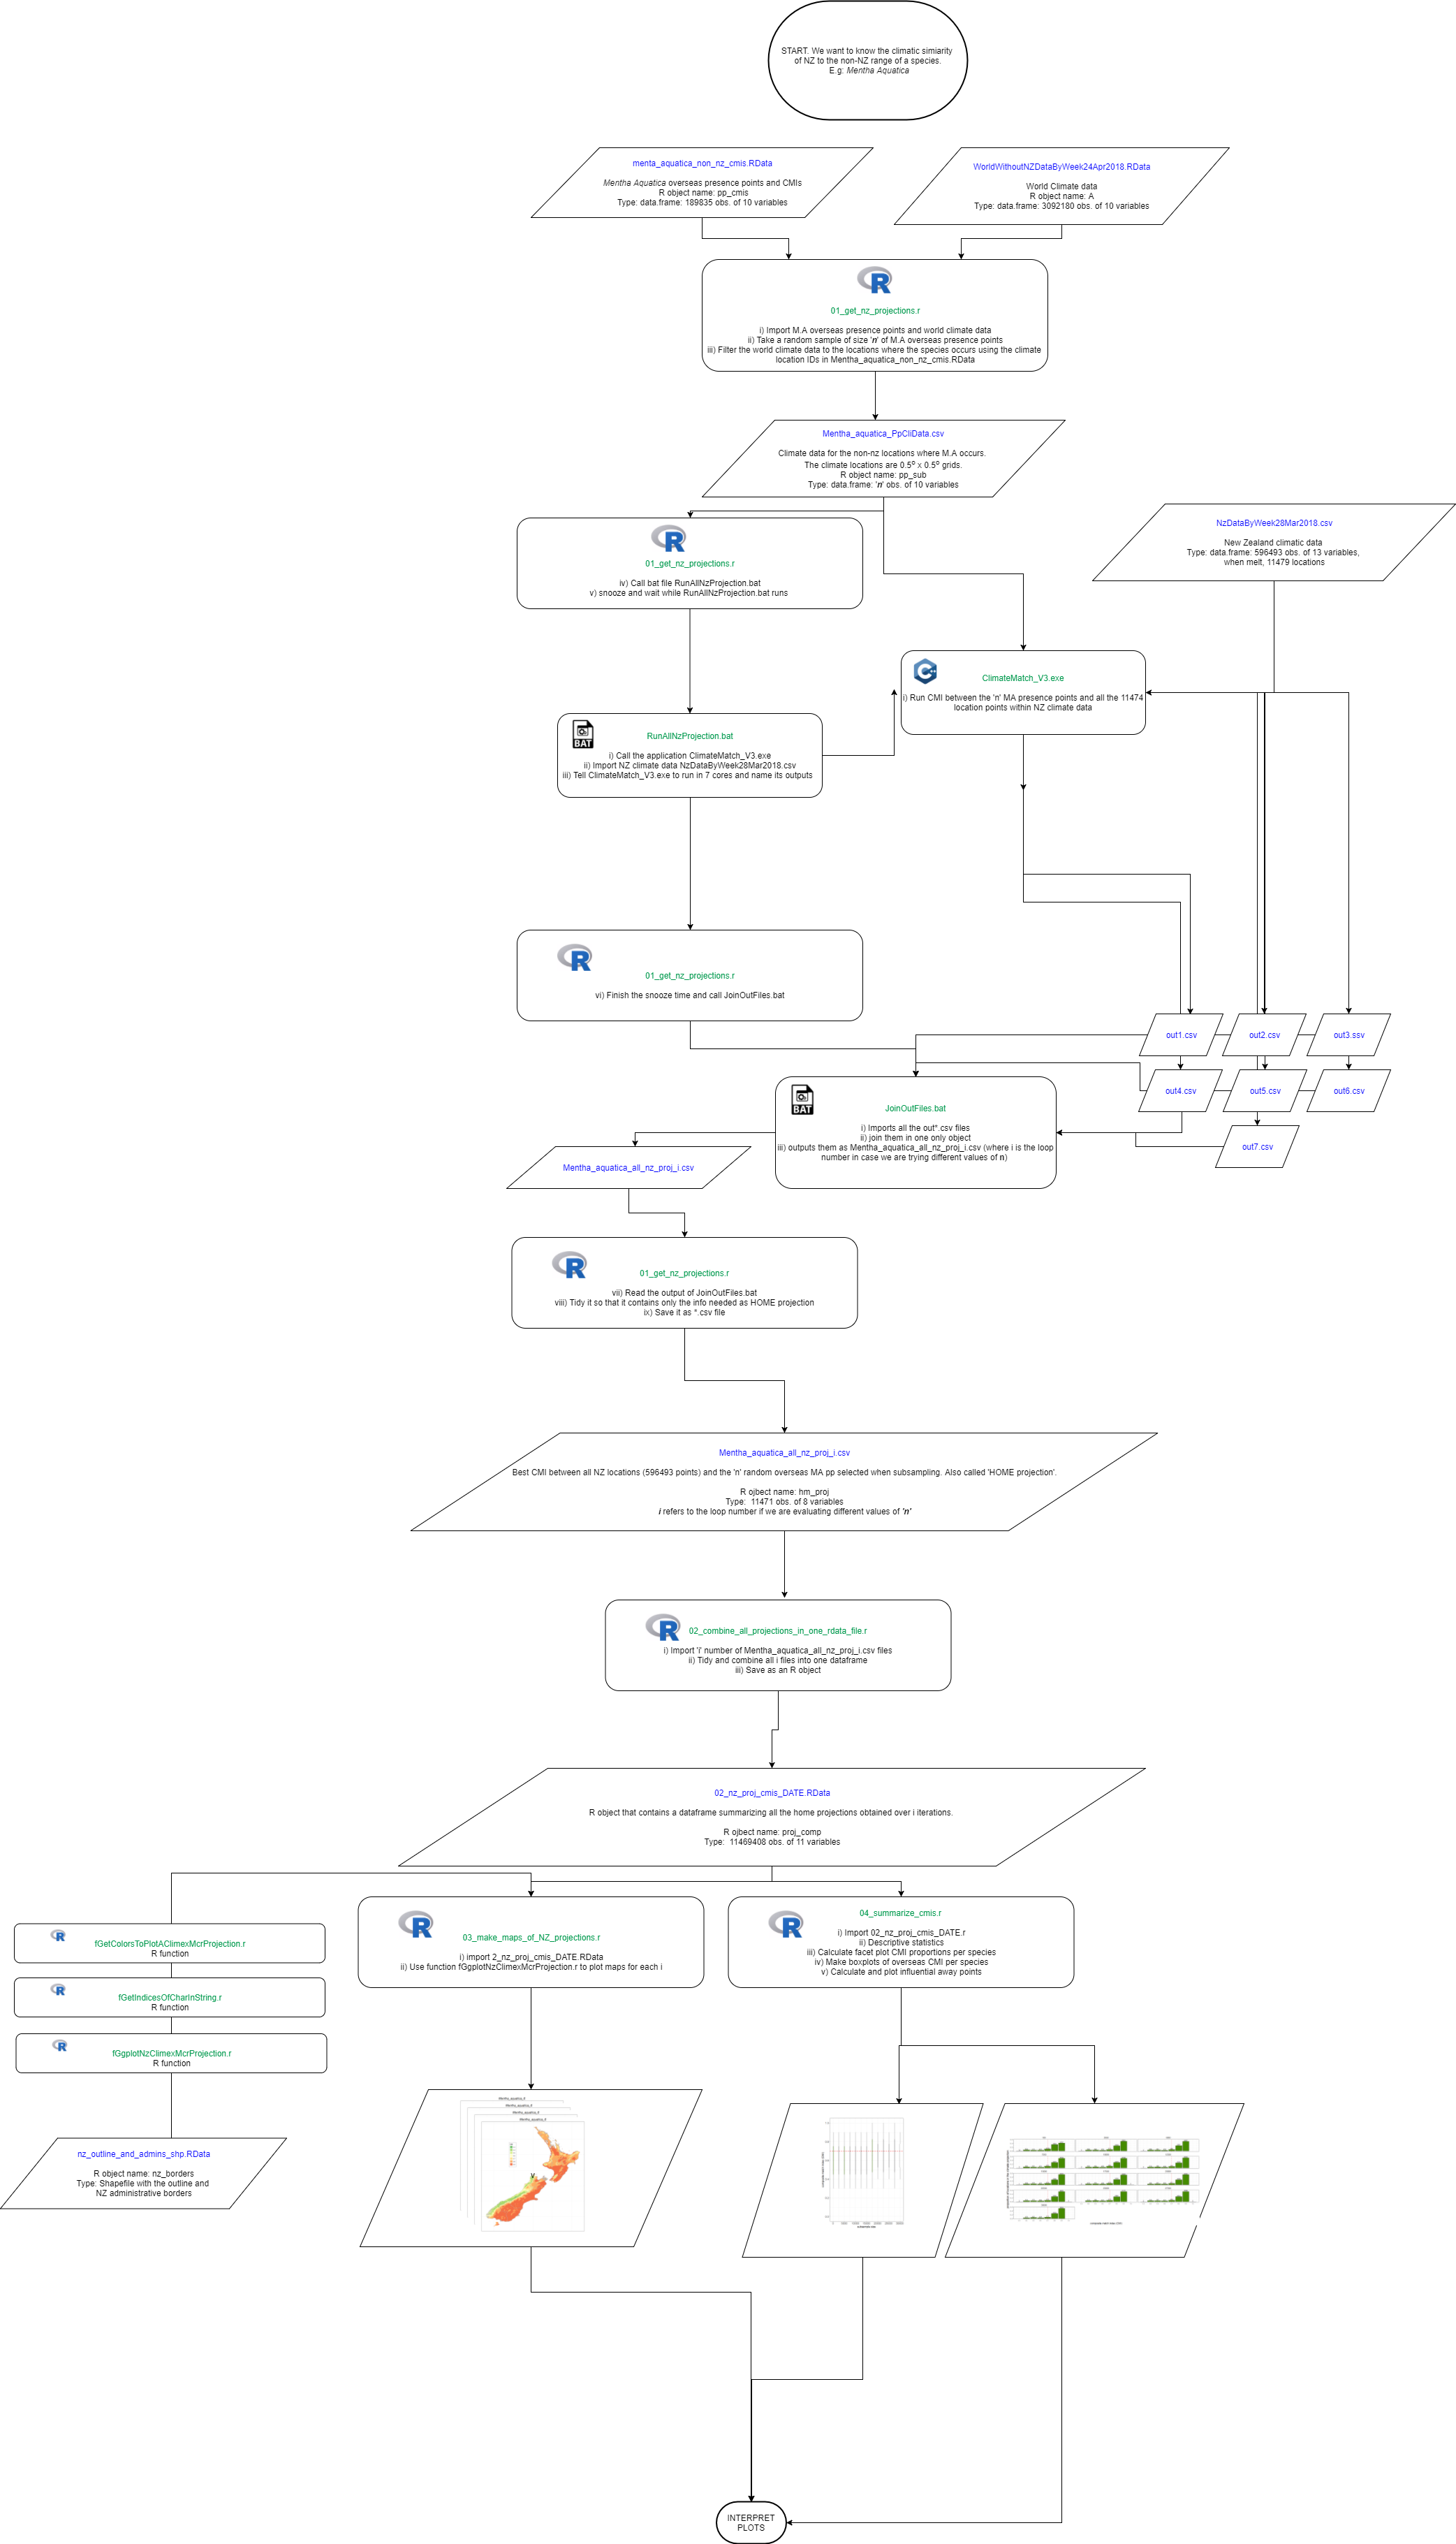 START. We want to know the climatic simiarity
of NZ to the non-NZ range of a species.
E.g: Mentha Aquatica
menta_aquatica_non_nz_cmis.RData
Mentha Aquatica overseas presence points and CMIs
R object name: pp_cmis
Type: data.frame: 189835 obs. of 10 variables
WorldWithoutNZDataByWeek24Apr2018.RData
World Climate data
R object name: A
Type: data.frame: 3092180 obs. of 10 variables
R
01_get_nz_projections.r
i) Import M.A overseas presence points and world climate data
ii) Take a random sample of size 'n' of M.A overseas presence points
iii) Filter the world climate data to the locations where the species occurs using the climate
location IDs in Mentha_aquatica_non_nz_cmis.RData
Mentha_aquatica_PpCliData.csv
Climate data for the non-nz locations where M.A occurs.
The climate locations are 0.5º x 0.5º grids.
R object name: pp_sub
Type: data.frame: 'n' obs. of 10 variables
NzDataByWeek28Mar2018.csv
New Zealand climatic data
Type: data.frame: 596493 obs. of 13 variables,
when melt, 11479 locations
R
01_get_nz_projections.r
iv) Call bat file RunAllNzProjection.bat
v) snooze and wait while RunAllNzProjection.bat runs
C++
ClimateMatch_V3.exe
i) Run CMI between the 'n' MA presence points and all the 11474
location points within NZ climate data
BAT
RunAllNzProjection.bat
i) Call the application ClimateMatch_V3.exe
ii) Import NZ climate data NzDataByWeek28Mar2018.csv
iii) Tell ClimateMatch_V3.exe to run in 7 cores and name its outputs
R
01_get_nz_projections.r
vi) Finish the snooze time and call JoinOutFiles.bat
out1.csv
out2.csv
out3.ssv
out4.csv
out5.csv
out6.csv
out7.csv
BAT
JoinOutFiles.bat
i) Imports all the out*.csv files
ii) join them in one only object
iii) outputs them as Mentha_aquatica_all_nz_proj_i.csv (where i is the loop
number in case we are trying different values of n)
Mentha_aquatica_all_nz_proj_i.csv
R
01_get_nz_projections.r
vii) Read the output of JoinOutFiles.bat
viii) Tidy it so that it contains only the info needed as HOME projection
ix) Save it as *.csv file
Mentha_aquatica_all_nz_proj_i.csv
Best CMI between all NZ locations (596493 points) and the 'n' random overseas MA pp selected when subsampling. Also called 'HOME projection'.
R ojbect name: hm_proj
Type:  11471 obs. of 8 variables
i refers to the loop number if we are evaluating different values of 'n'
R
02_combine_all_projections_in_one_rdata_file.r
i) Import 'i' number of Mentha_aquatica_all_nz_proj_i.csv files
ii) Tidy and combine all i files into one dataframe
iii) Save as an R object
02_nz_proj_cmis_DATE.RData
R object that contains a dataframe summarizing all the home projections obtained over i iterations.
R ojbect name: proj_comp
Type:  11469408 obs. of 11 variables
R
fGetColorsToPlotAClimexMcrProjection.r
R function
R
fGetIndicesOfCharInString.r
R function
R
fGgplotNzClimexMcrProjection.r
R function
nz_outline_and_admins_shp.RData
R object name: nz_borders
Type: Shapefile with the outline and
NZ administrative borders
R
03_make_maps_of_NZ_projections.r
i) import 2_nz_proj_cmis_DATE.RData
ii) Use function fGgplotNzClimexMcrProjection.r to plot maps for each i
R
04_summarize_cmis.r
i) Import 02_nz_proj_cmis_DATE.r
ii) Descriptive statistics
iii) Calculate facet plot CMI proportions per species
iv) Make boxplots of overseas CMI per species
v) Calculate and plot influential away points
INTERPRET
PLOTS